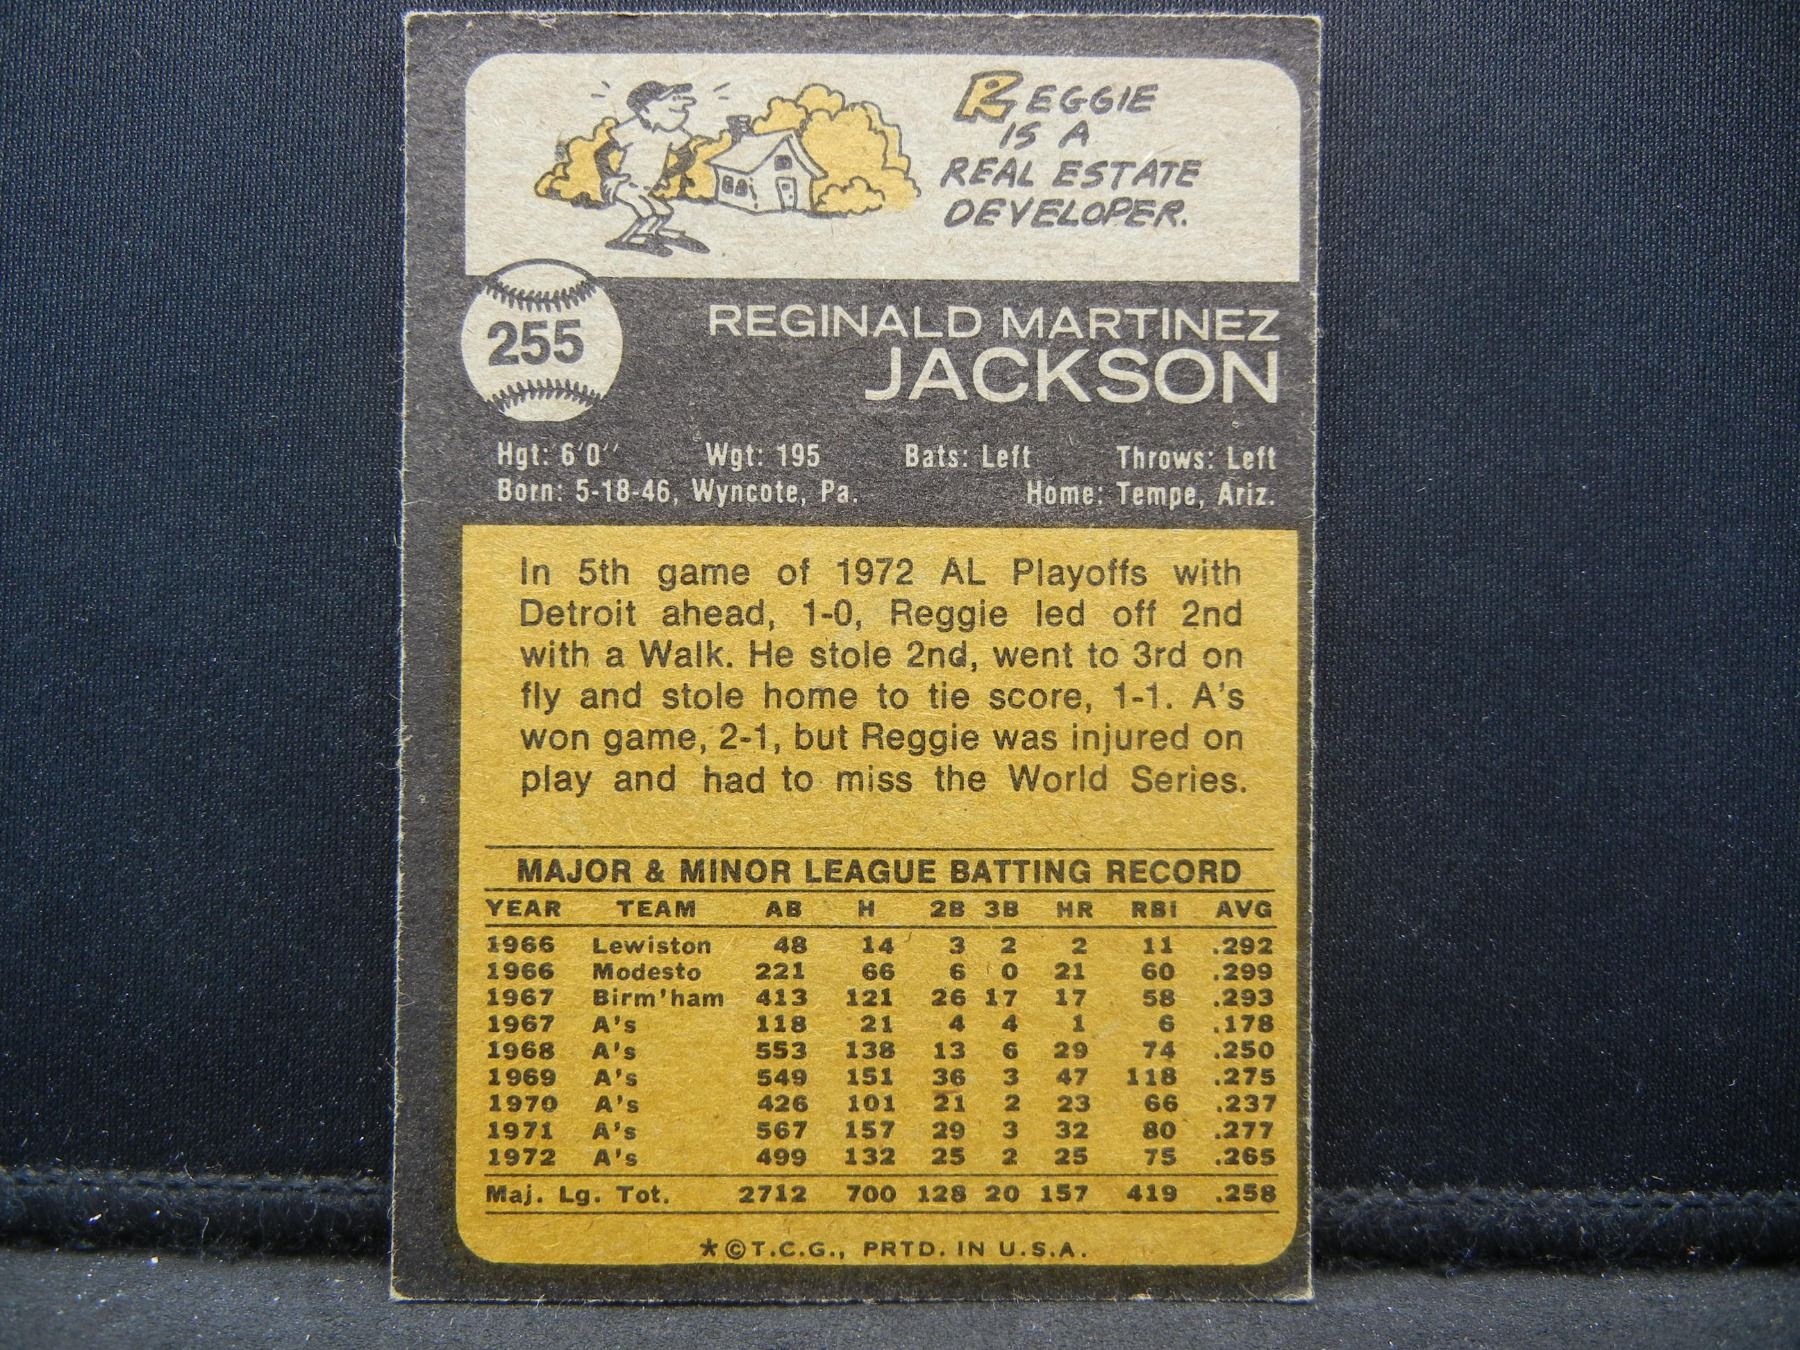 REGGIE
IS A
REAL ESTATE
DEVELOPER.
255
REGINALD MARTINEZ
JACKSON
Hgt: 6'0'' Wgt: 195 Bats: Left Throws: Left
Born: 5-18-46, Wyncote, Pa. Home: Tempe, Ariz.
In 5th game of 1972 AL Playoffs with
Detroit ahead, 1-0, Reggie led off 2nd
with a Walk. He stole 2nd, went to 3rd on
fly and stole home to tie score, 1-1. A's
won game, 2-1, but Reggie was injured on
play and had to miss the World Series.
MAJOR & MINOR LEAGUE BATTING RECORD
YEAR TEAM AB H 2B 3B HR RBI AVG
1966 Lewiston 48 14 3 2 2 11 .292
1966 Modesto 221 66 6 0 21 60 .299
1967 Birm'ham 413 121 26 17 17 58 .293
1967 A's 118 21 4 4 1 6 .178
1968 A's 553 138 13 6 29 74 .250
1969 A's 549 151 36 3 47 118 .275
1970 A's 426 101 21 2 23 66 .237
1971 A's 567 157 29 3 32 80 .277
1972 A's 499 132 25 2 25 75 .265
Maj. Lg. Tot. 2712 700 128 20 157 419 .258
*©T.C.G., PRTD. IN U.S.A.